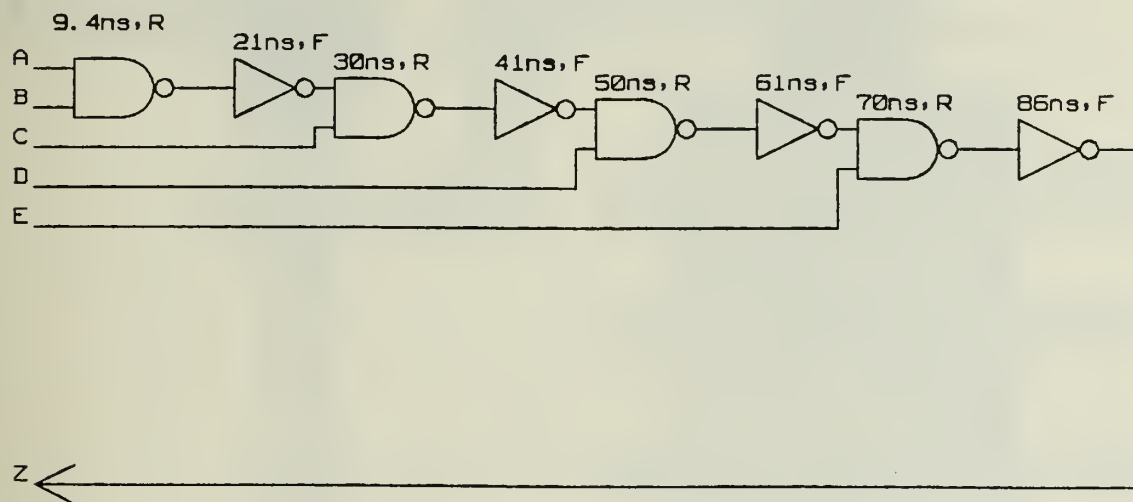 9.4ns,R
21ns,F
30ns,R
41ns,F
50ns,R
61ns,F
70ns,R
86ns,F
A
B
C
D
E
Z